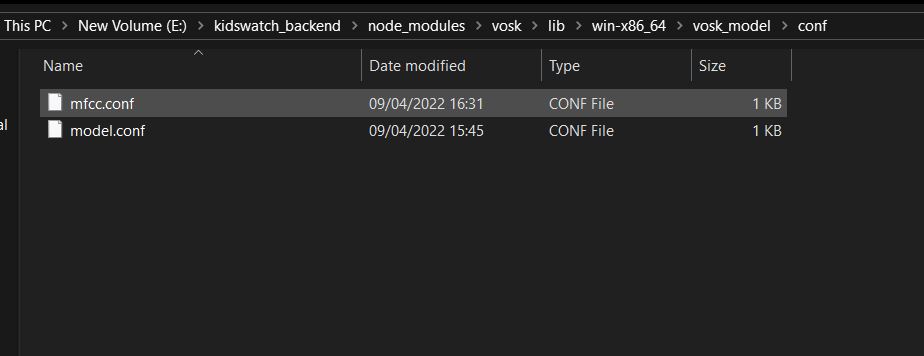 This PC > New Volume (E:) > kidswatch_backend > node_modules > vosk > lib > win-x86_64 > vosk_model > conf
Name Date modified Type Size
mfcc.conf 09/04/2022 16:31 CONF File 1 KB
al
model.conf 09/04/2022 15:45 CONF File 1 KB